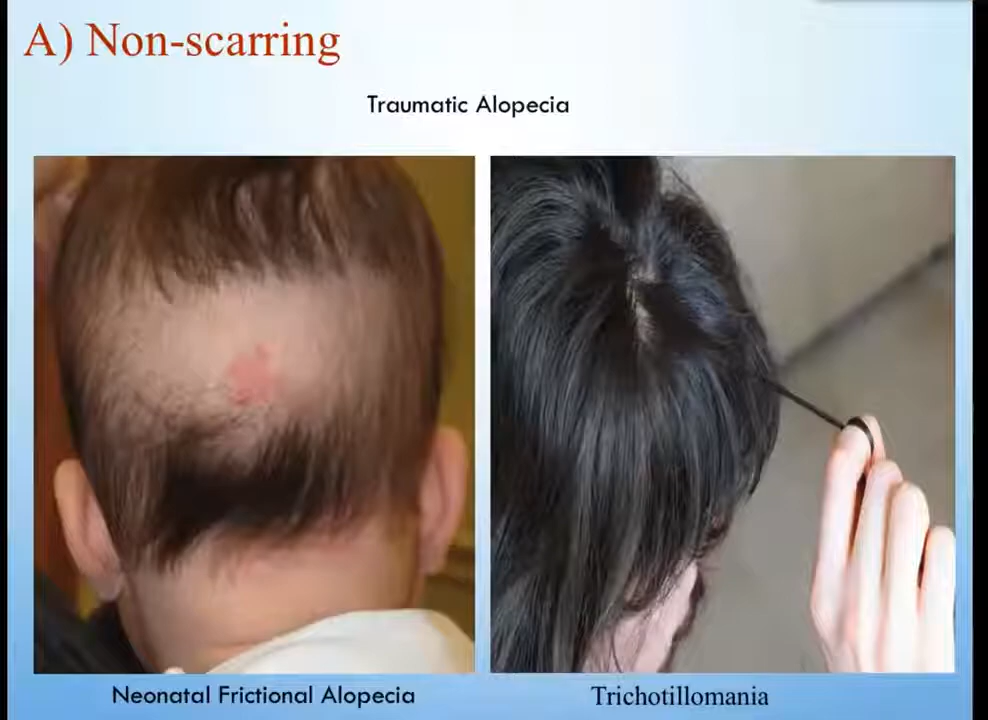 A) Non-scarring
Traumatic Alopecia
Neonatal Frictional Alopecia
Trichotillomania